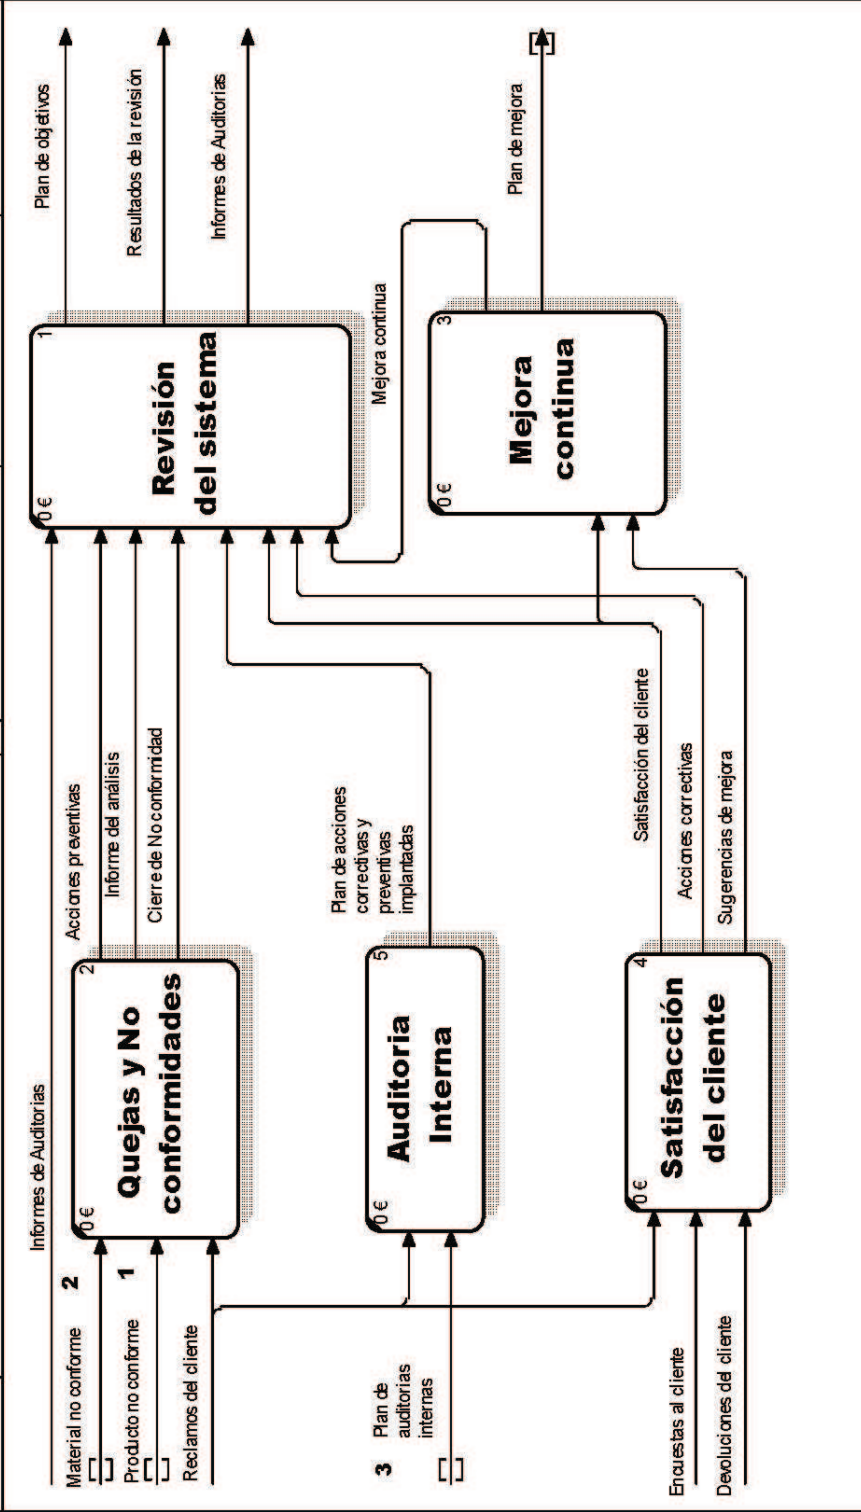 Informes de Auditorias
Material no conforme
2
Producto no conforme
1
Reclamos del cliente
0 €
2
Quejas y No
conformidades
Acciones preventivas
Informe del análisis
Cierre de No conformidad
0 €
1
Revisión
del sistema
Plan de objetivos
Resultados de la revisión
Informes de Auditorias
3
Plan de
auditorias
internas
0 €
5
Auditoria
Interna
Plan de acciones
correctivas y
preventivas
implantadas
Mejora continua
0 €
3
Mejora
continua
Plan de mejora
Encuestas al cliente
Devoluciones del cliente
0 €
4
Satisfacción
del cliente
Satisfacción del cliente
Acciones correctivas
Sugerencias de mejora